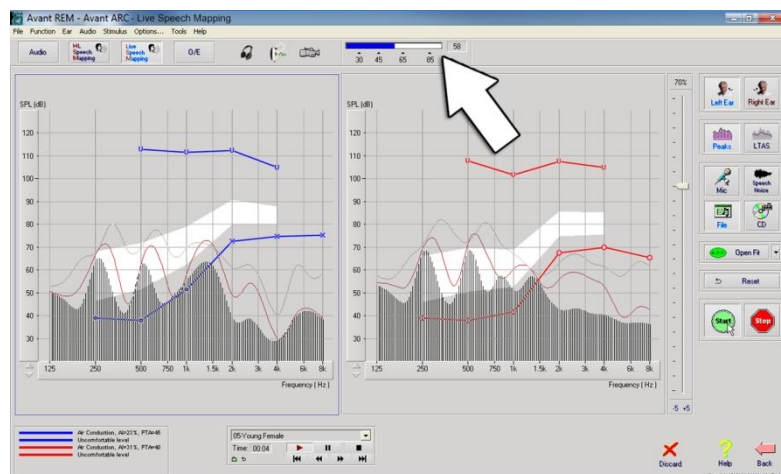 Avant REM - Avant ARC - Live Speech Mapping
File Function Ear Audio Stimulus Options... Tools Help
Audio
HL Speech Mapping
Live Speech Mapping
O/E
30 45 65 85
58
70%
SPL (dB)
120
110
100
90
80
70
60
50
40
30
125 250 500 750 1k 1.5k 2k 3k 4k 6k 8k
Frequency ( Hz )
SPL (dB)
120
110
100
90
80
70
60
50
40
30
125 250 500 750 1k 1.5k 2k 3k 4k 6k 8k
Frequency ( Hz )
-5 +5
Left Ear Right Ear
Peaks LTAS
Mic Speech Noise
File CD
Open Fit
Reset
Start Stop
Air Conduction, AI=23%, PTA=46
Uncomfortable level
Air Conduction, AI=31%, PTA=40
Uncomfortable level
05-Young Female
Time: 00:04
Discard Help Back